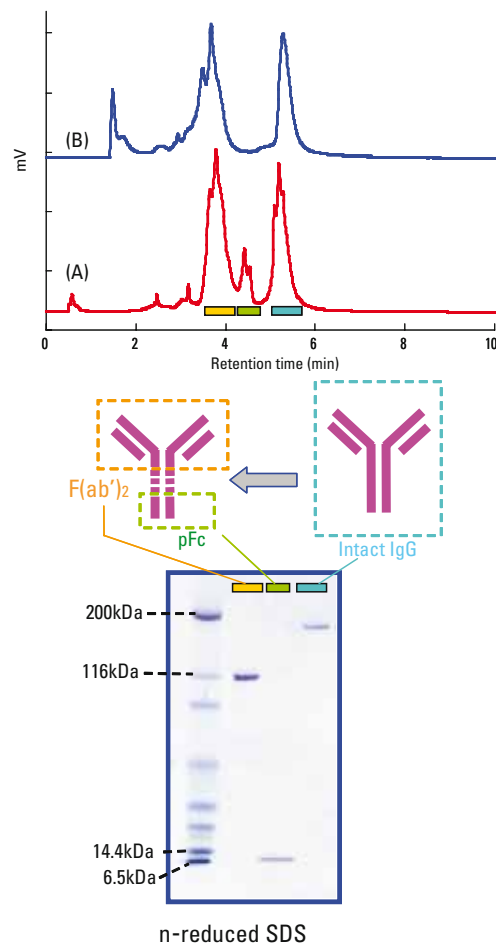 (B)
mV
(A)
0 2 4 6 8 10
Retention time (min)
F(ab')₂
pFc
Intact IgG
200kDa
116kDa
14.4kDa
6.5kDa
n-reduced SDS